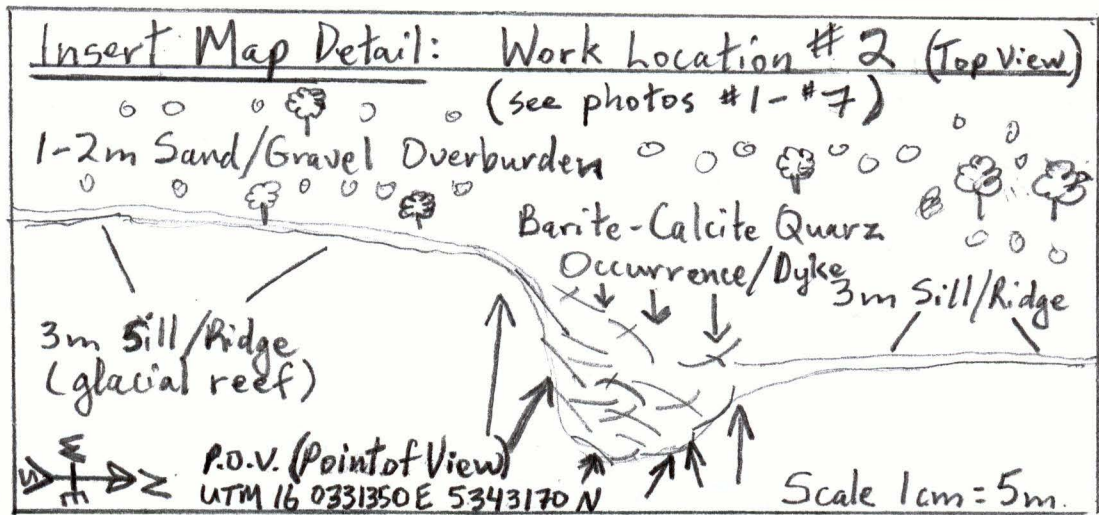 Insert Map Detail: Work Location # 2 (Top View)
(see photos #1-#7)
1-2m Sand/Gravel Overburden
Barite-Calcite Quarz
Occurrence/Dyke
3m Sill/Ridge
3m Sill/Ridge
(glacial reef)
P.O.V. (Point of View)
UTM 16 0331350E 5343170 N
S N
E
Scale 1cm = 5m.